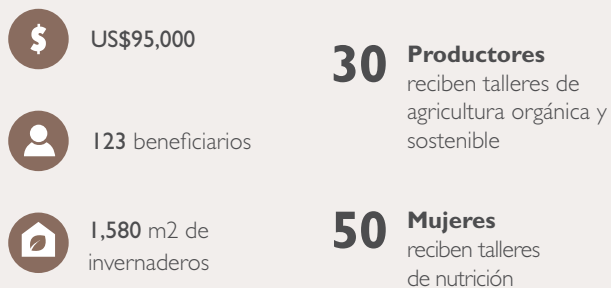 $
US$95,000
123 beneficiarios
1,580 m2 de
invernaderos
30
Productores
reciben talleres de
agricultura orgánica y
sostenible
50
Mujeres
reciben talleres
de nutrición